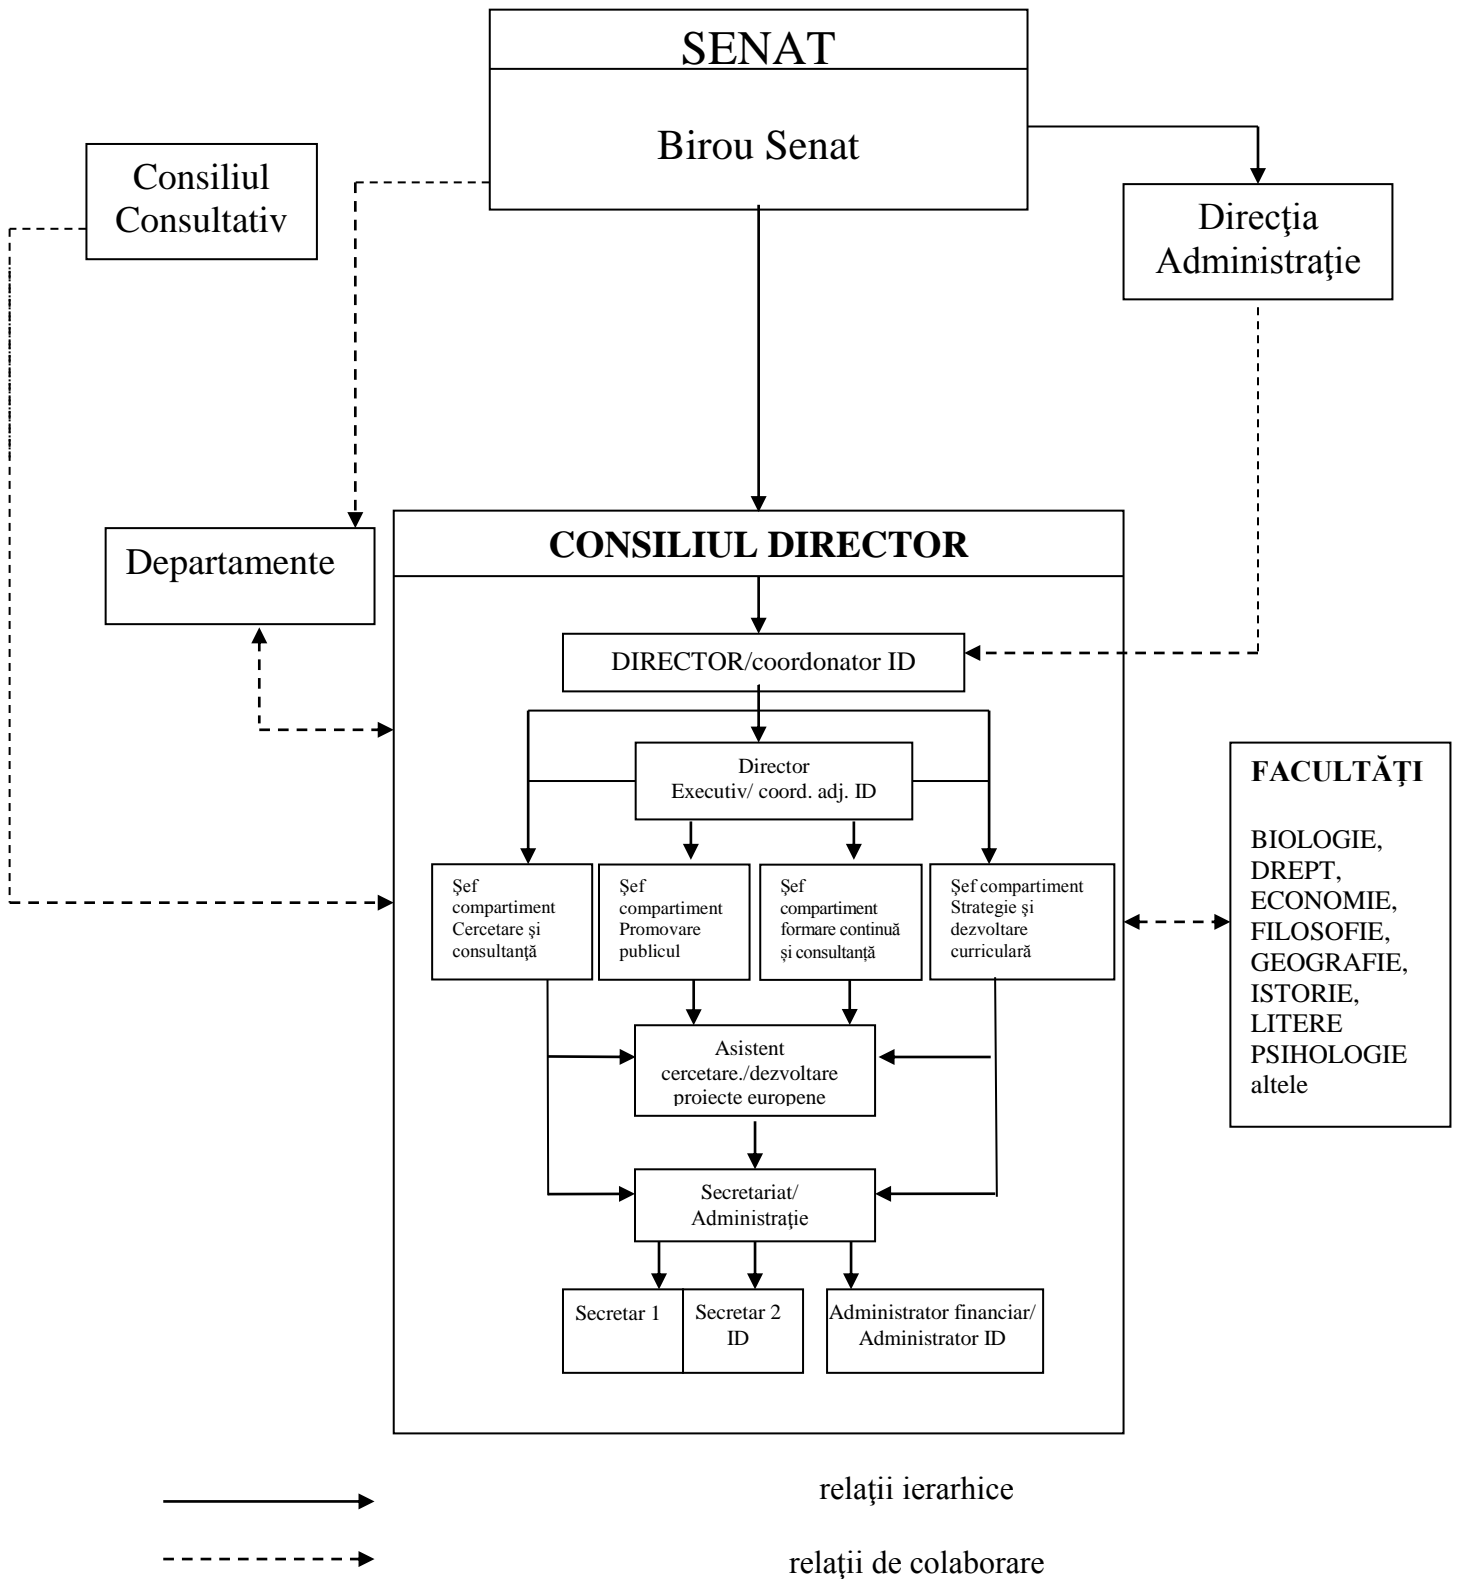 SENAT
Birou Senat
Consiliul
Consultativ
Direcţia
Administraţie
Departamente
CONSILIUL DIRECTOR
DIRECTOR/coordonator ID
Director
Executiv/ coord. adj. ID
Şef
compartiment
Cercetare şi
consultanţă
Şef
compartiment
Promovare
publicul
Şef
compartiment
formare continuă
și consultanță
Şef compartiment
Strategie şi
dezvoltare
curriculară
FACULTĂŢI
BIOLOGIE,
DREPT,
ECONOMIE,
FILOSOFIE,
GEOGRAFIE,
ISTORIE,
LITERE
PSIHOLOGIE
altele
Asistent
cercetare./dezvoltare
proiecte europene
Secretariat/
Administraţie
Secretar 1
Secretar 2
ID
Administrator financiar/
Administrator ID
relaţii ierarhice
relaţii de colaborare